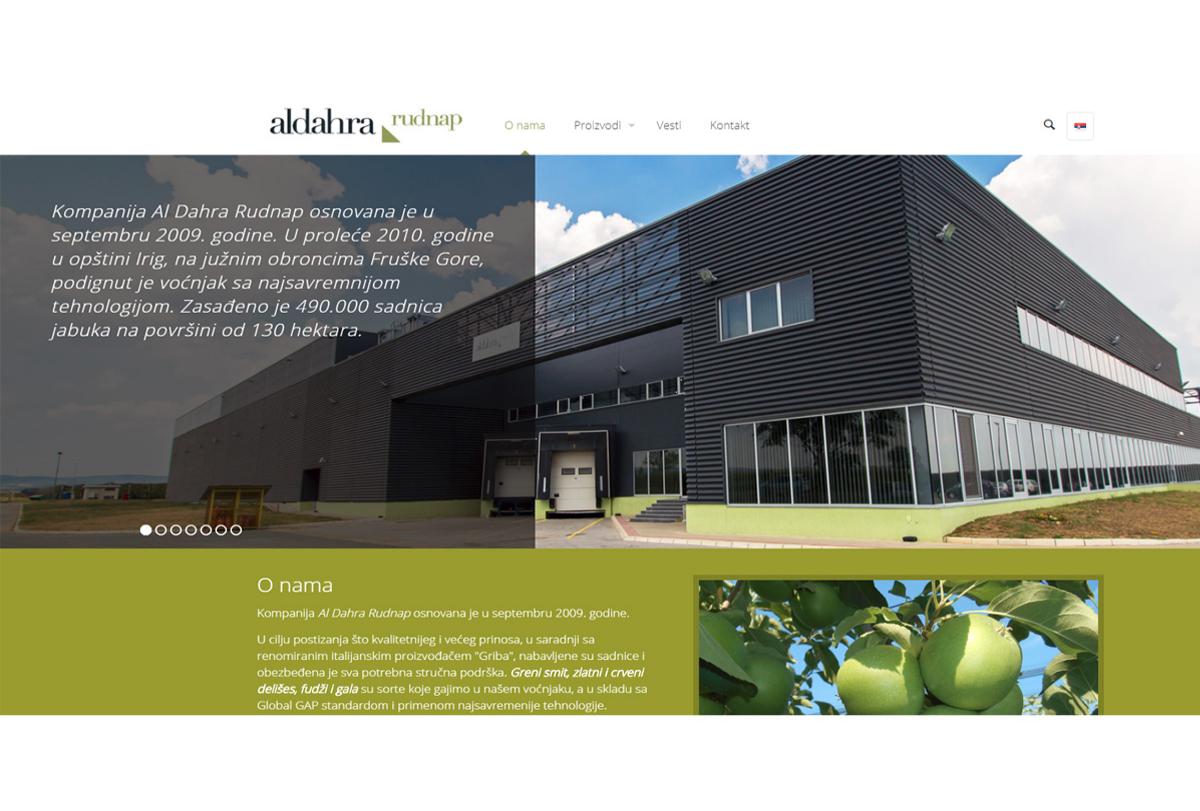 aldahra rudnap
O nama Proizvodi Vesti Kontakt
Kompanija Al Dahra Rudnap osnovana je u
septembru 2009. godine. U proleće 2010. godine
u opštini Irig, na južnim obroncima Fruške Gore,
podignut je voćnjak sa najsavremnijom
tehnologijom. Zasađeno je 490.000 sadnica
jabuka na površini od 130 hektara.
O nama
Kompanija Al Dahra Rudnap osnovana je u septembru 2009. godine.
U cilju postizanja što kvalitetnijeg i većeg prinosa, u saradnji sa
renomiranim italijanskim proizvođačem "Griba", nabavljene su sadnice i
obezbeđena je sva potrebna stručna podrška. Greni smit, zlatni i crveni
delišes, fudži i gala su sorte koje gajimo u našem voćnjaku, a u skladu sa
Global GAP standardom i primenom najsavremenije tehnologije.